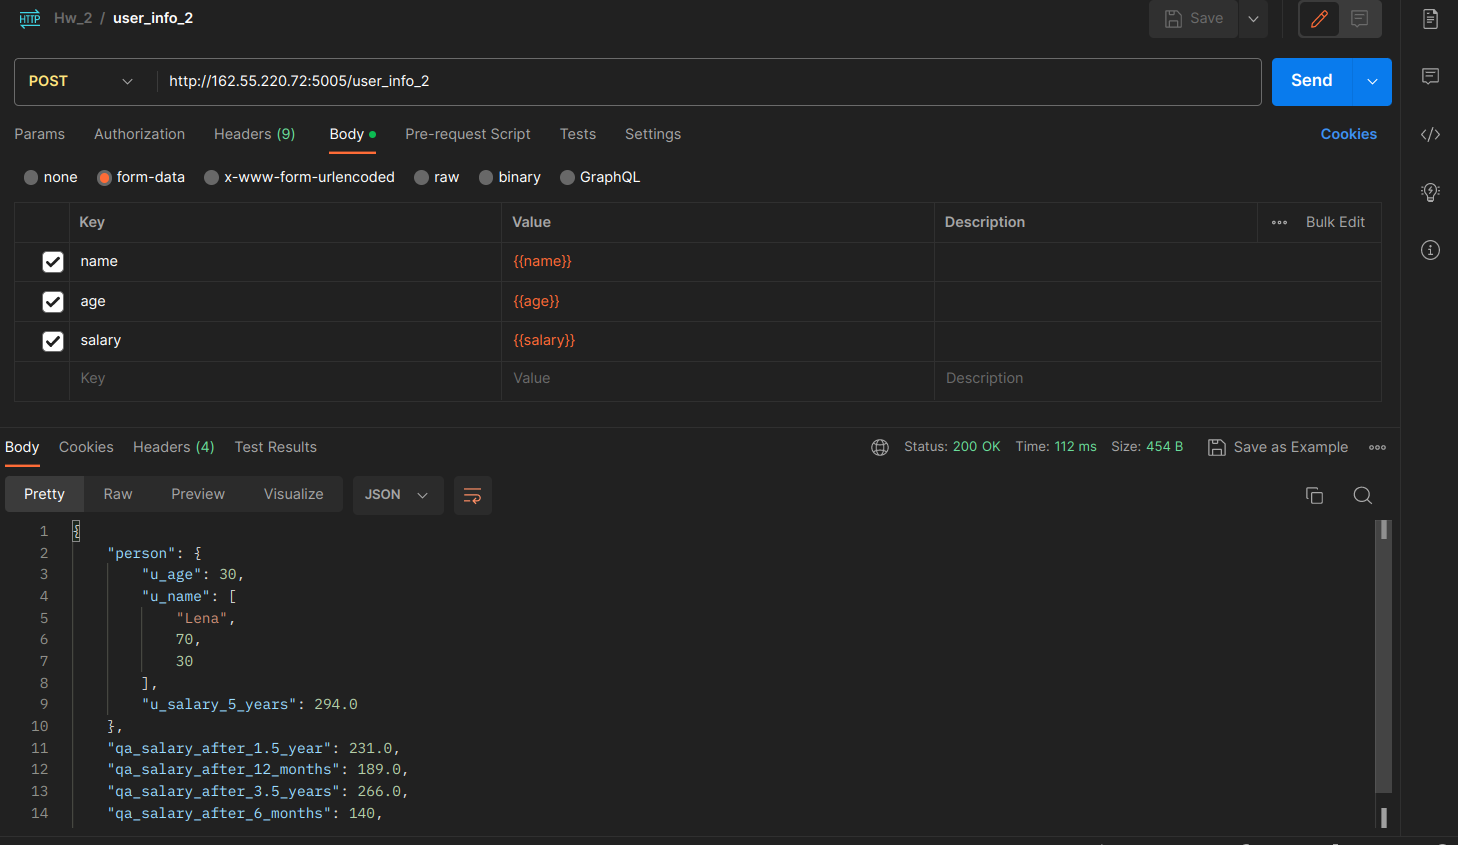 HTTP Hw_2 / user_info_2 Save
POST http://162.55.220.72:5005/user_info_2 Send
Params Authorization Headers (9) Body Pre-request Script Tests Settings Cookies
none form-data x-www-form-urlencoded raw binary GraphQL
Key Value Description Bulk Edit
name {{name}}
age {{age}}
salary {{salary}}
Key Value Description
Body Cookies Headers (4) Test Results Status: 200 OK Time: 112 ms Size: 454 B Save as Example
Pretty Raw Preview Visualize JSON
1 {
2 "person": {
3 "u_age": 30,
4 "u_name": [
5 "Lena",
6 70,
7 30
8 ],
9 "u_salary_5_years": 294.0
10 },
11 "qa_salary_after_1.5_year": 231.0,
12 "qa_salary_after_12_months": 189.0,
13 "qa_salary_after_3.5_years": 266.0,
14 "qa_salary_after_6_months": 140,